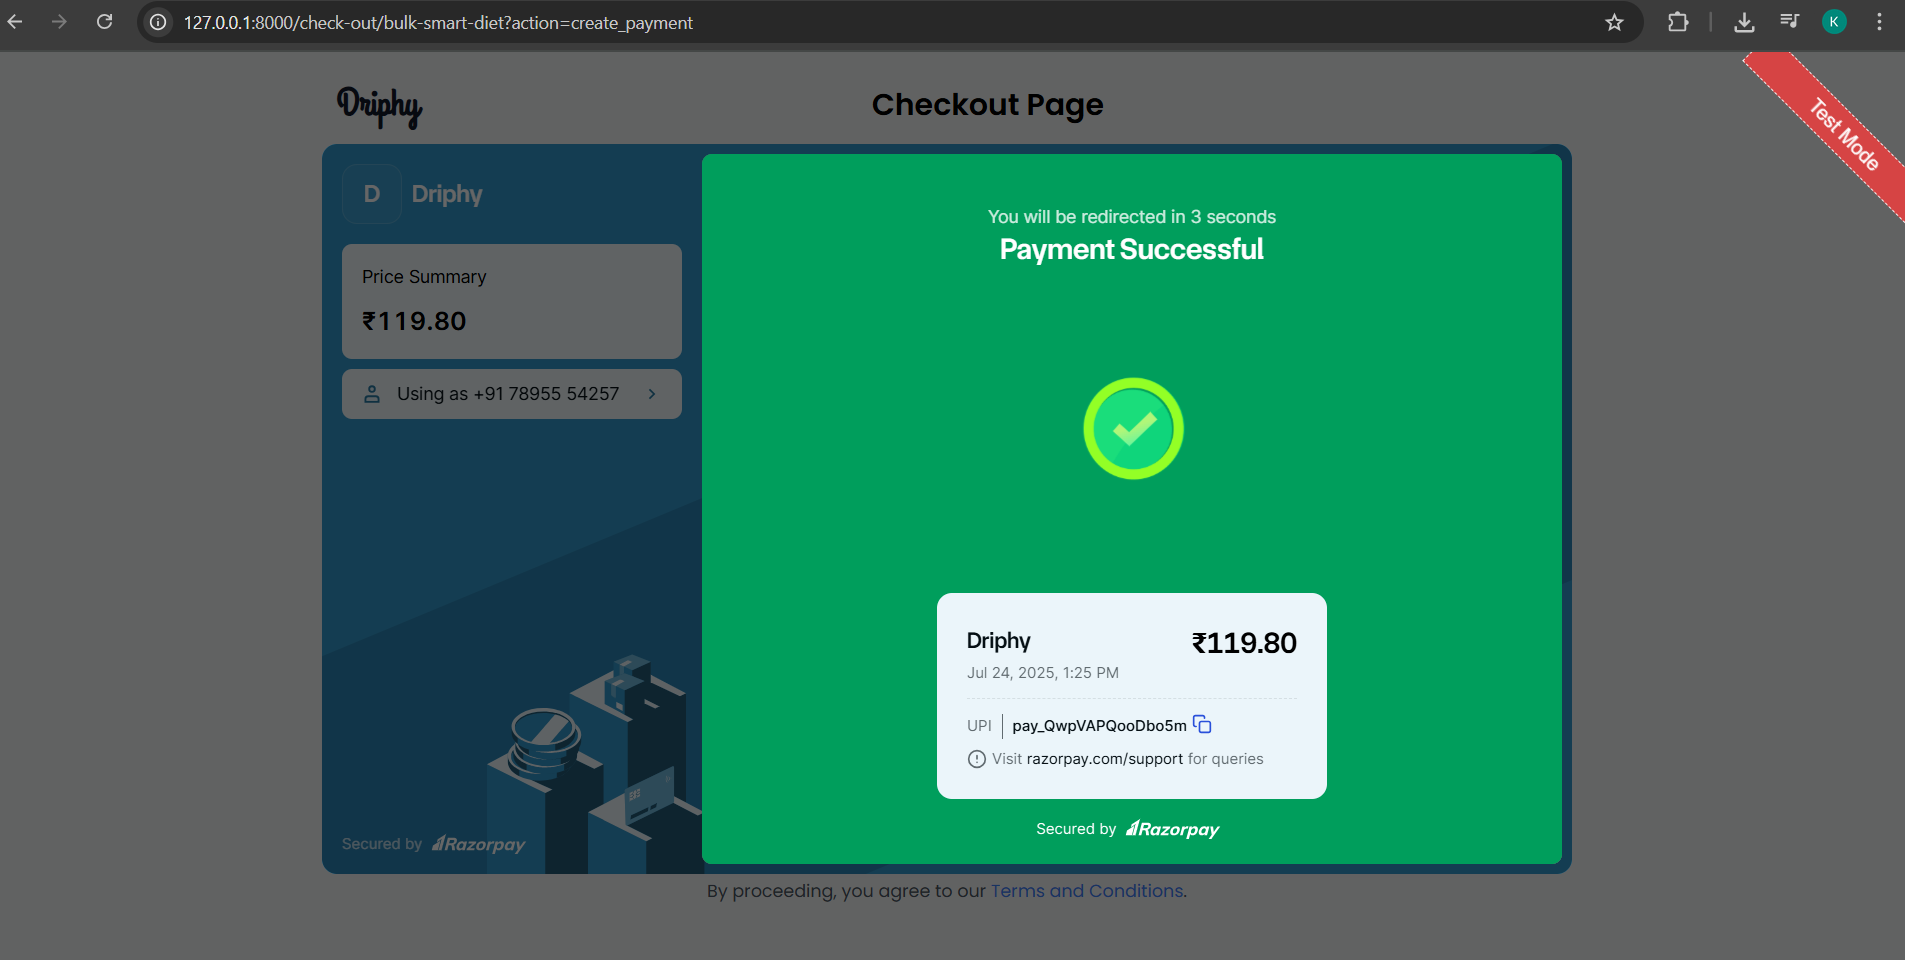 127.0.0.1:8000/check-out/bulk-smart-diet?action=create_payment
K
Test Mode
Driphy
Checkout Page
D
Driphy
Price Summary
₹119.80
Using as +91 78955 54257
Secured by Razorpay
You will be redirected in 3 seconds
Payment Successful
Driphy
₹119.80
Jul 24, 2025, 1:25 PM
UPI
pay_QwpVAPQooDbo5m
Visit razorpay.com/support for queries
Secured by Razorpay
By proceeding, you agree to our Terms and Conditions.